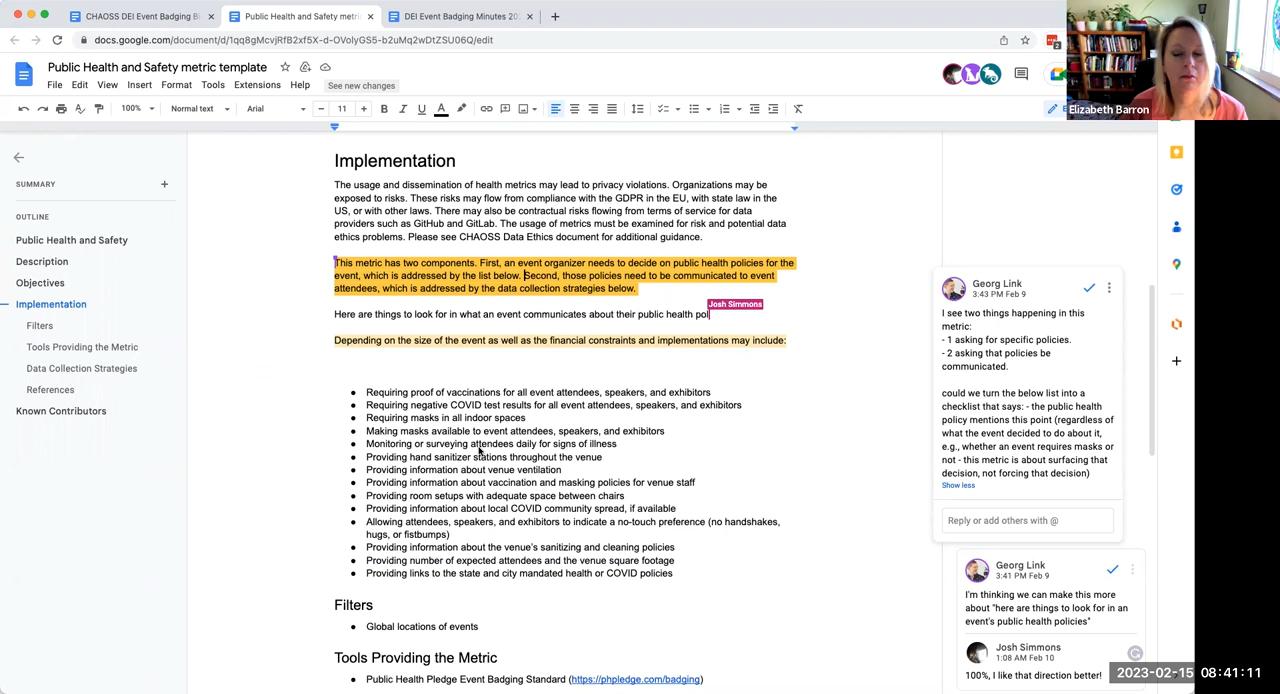 CHAOSS DEI Event Badging Bi
Public Health and Safety metri
DEI Event Badging Minutes 202
docs.google.com/document/d/1qq8gMcvjRfB2xf5X-d-OVolyGS5-b2uMq2wDtZSU06Q/edit
2
Public Health and Safety metric template
File Edit View Insert Format Tools Extensions Help See new changes
100% Normal text Arial 11
Elizabeth Barron
SUMMARY
OUTLINE
Public Health and Safety
Description
Objectives
Implementation
Filters
Tools Providing the Metric
Data Collection Strategies
References
Known Contributors
Implementation
The usage and dissemination of health metrics may lead to privacy violations. Organizations may be
exposed to risks. These risks may flow from compliance with the GDPR in the EU, with state law in the
US, or with other laws. There may also be contractual risks flowing from terms of service for data
providers such as GitHub and GitLab. The usage of metrics must be examined for risk and potential data
ethics problems. Please see CHAOSS Data Ethics document for additional guidance.
This metric has two components. First, an event organizer needs to decide on public health policies for the
event, which is addressed by the list below. Second, those policies need to be communicated to event
attendees, which is addressed by the data collection strategies below.
Josh Simmons
Here are things to look for in what an event communicates about their public health pol
Depending on the size of the event as well as the financial constraints and implementations may include:
● Requiring proof of vaccinations for all event attendees, speakers, and exhibitors
● Requiring negative COVID test results for all event attendees, speakers, and exhibitors
● Requiring masks in all indoor spaces
● Making masks available to event attendees, speakers, and exhibitors
● Monitoring or surveying attendees daily for signs of illness
● Providing hand sanitizer stations throughout the venue
● Providing information about venue ventilation
● Providing information about vaccination and masking policies for venue staff
● Providing room setups with adequate space between chairs
● Providing information about local COVID community spread, if available
● Allowing attendees, speakers, and exhibitors to indicate a no-touch preference (no handshakes,
hugs, or fistbumps)
● Providing information about the venue's sanitizing and cleaning policies
● Providing number of expected attendees and the venue square footage
● Providing links to the state and city mandated health or COVID policies
Filters
● Global locations of events
Tools Providing the Metric
● Public Health Pledge Event Badging Standard (https://phpledge.com/badging)
Georg Link
3:43 PM Feb 9
I see two things happening in this
metric:
- 1 asking for specific policies.
- 2 asking that policies be
communicated.
could we turn the below list into a
checklist that says: - the public health
policy mentions this point (regardless of
what the event decided to do about it,
e.g., whether an event requires masks or
not - this metric is about surfacing that
decision, not forcing that decision)
Show less
Reply or add others with @
Georg Link
3:41 PM Feb 9
I'm thinking we can make this more
about "here are things to look for in an
event's public health policies"
Josh Simmons
1:08 AM Feb 10
100%, I like that direction better!
2023-02-15 08:41:11